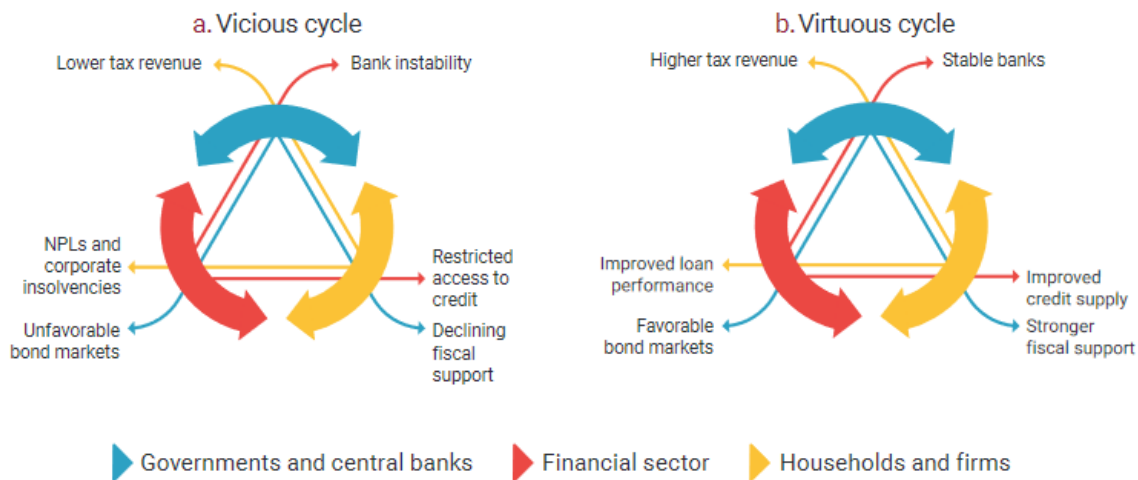 a. Vicious cycle
Lower tax revenue
Bank instability
NPLs and
corporate
insolvencies
Restricted
access to
credit
Unfavorable
bond markets
Declining
fiscal
support
b. Virtuous cycle
Higher tax revenue
Stable banks
Improved loan
performance
Improved
credit supply
Favorable
bond markets
Stronger
fiscal support
Governments and central banks
Financial sector
Households and firms